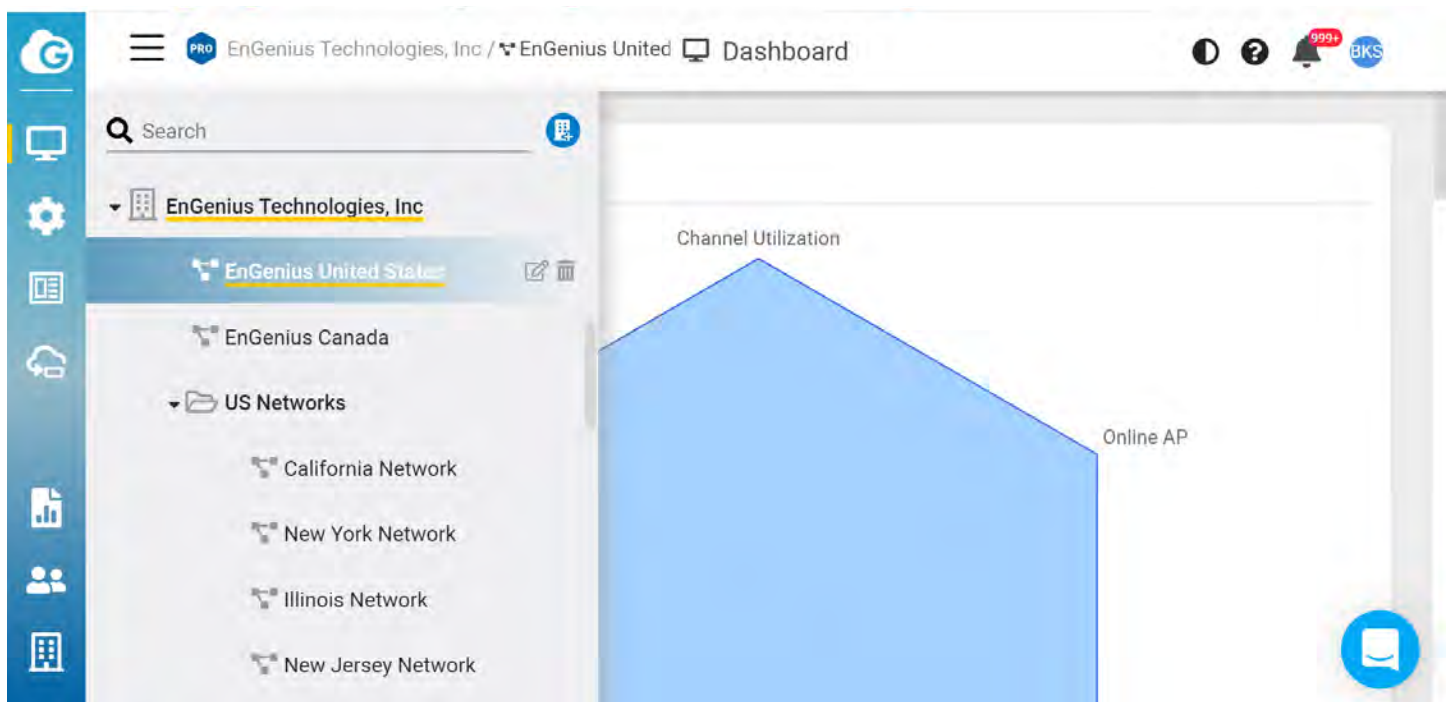 G
PRO EnGenius Technologies, Inc / EnGenius United Dashboard 999+ BKS
Search
EnGenius Technologies, Inc
EnGenius United States
EnGenius Canada
US Networks
California Network
New York Network
Illinois Network
New Jersey Network
Channel Utilization
Online AP